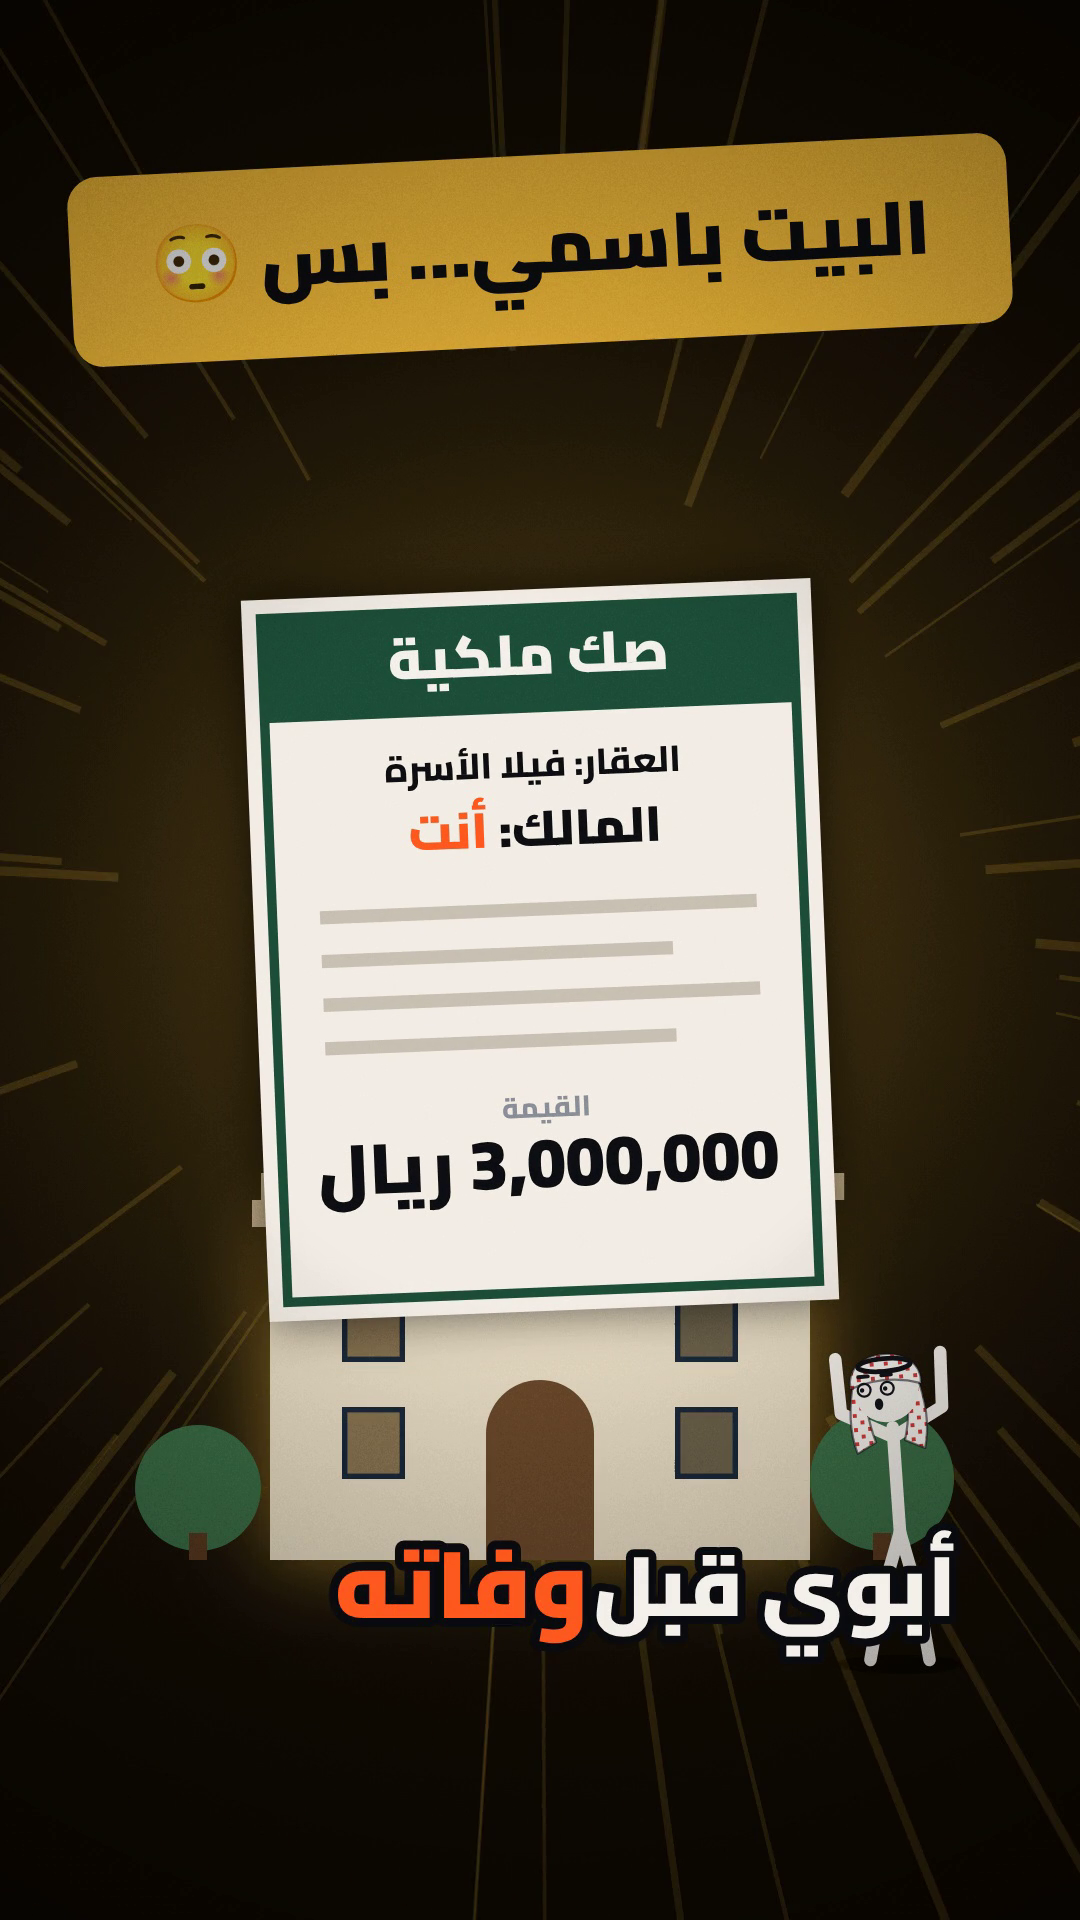 البيت باسمي... بس 😳
صك ملكية
العقار: فيلا الأسرة
المالك: أنت
القيمة
3,000,000 ريال
أبوي قبل وفاته